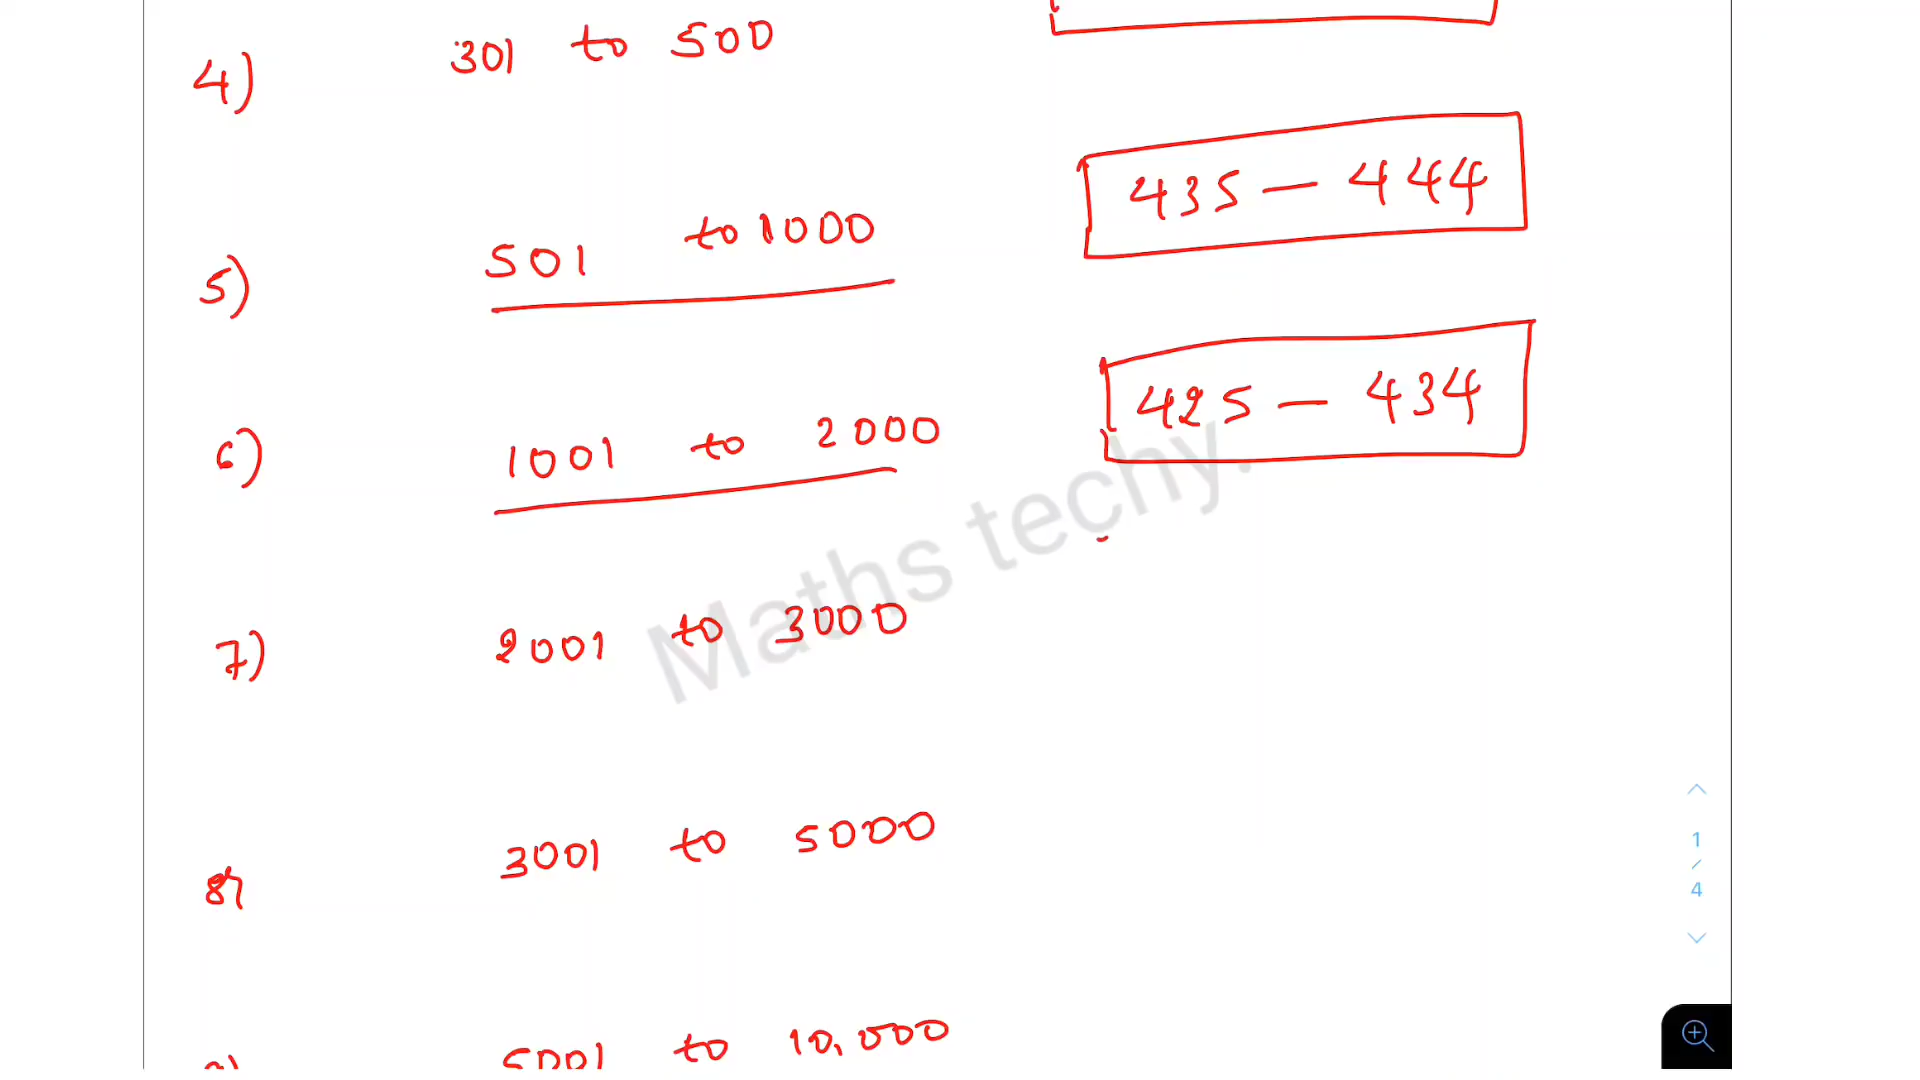 4) 301 to 500
435 — 444
5) 501 to 1000
425 — 434
6) 1001 to 2000
Maths techy.
7) 2001 to 3000
8) 3001 to 5000
1
/
4
5001 to 10,000